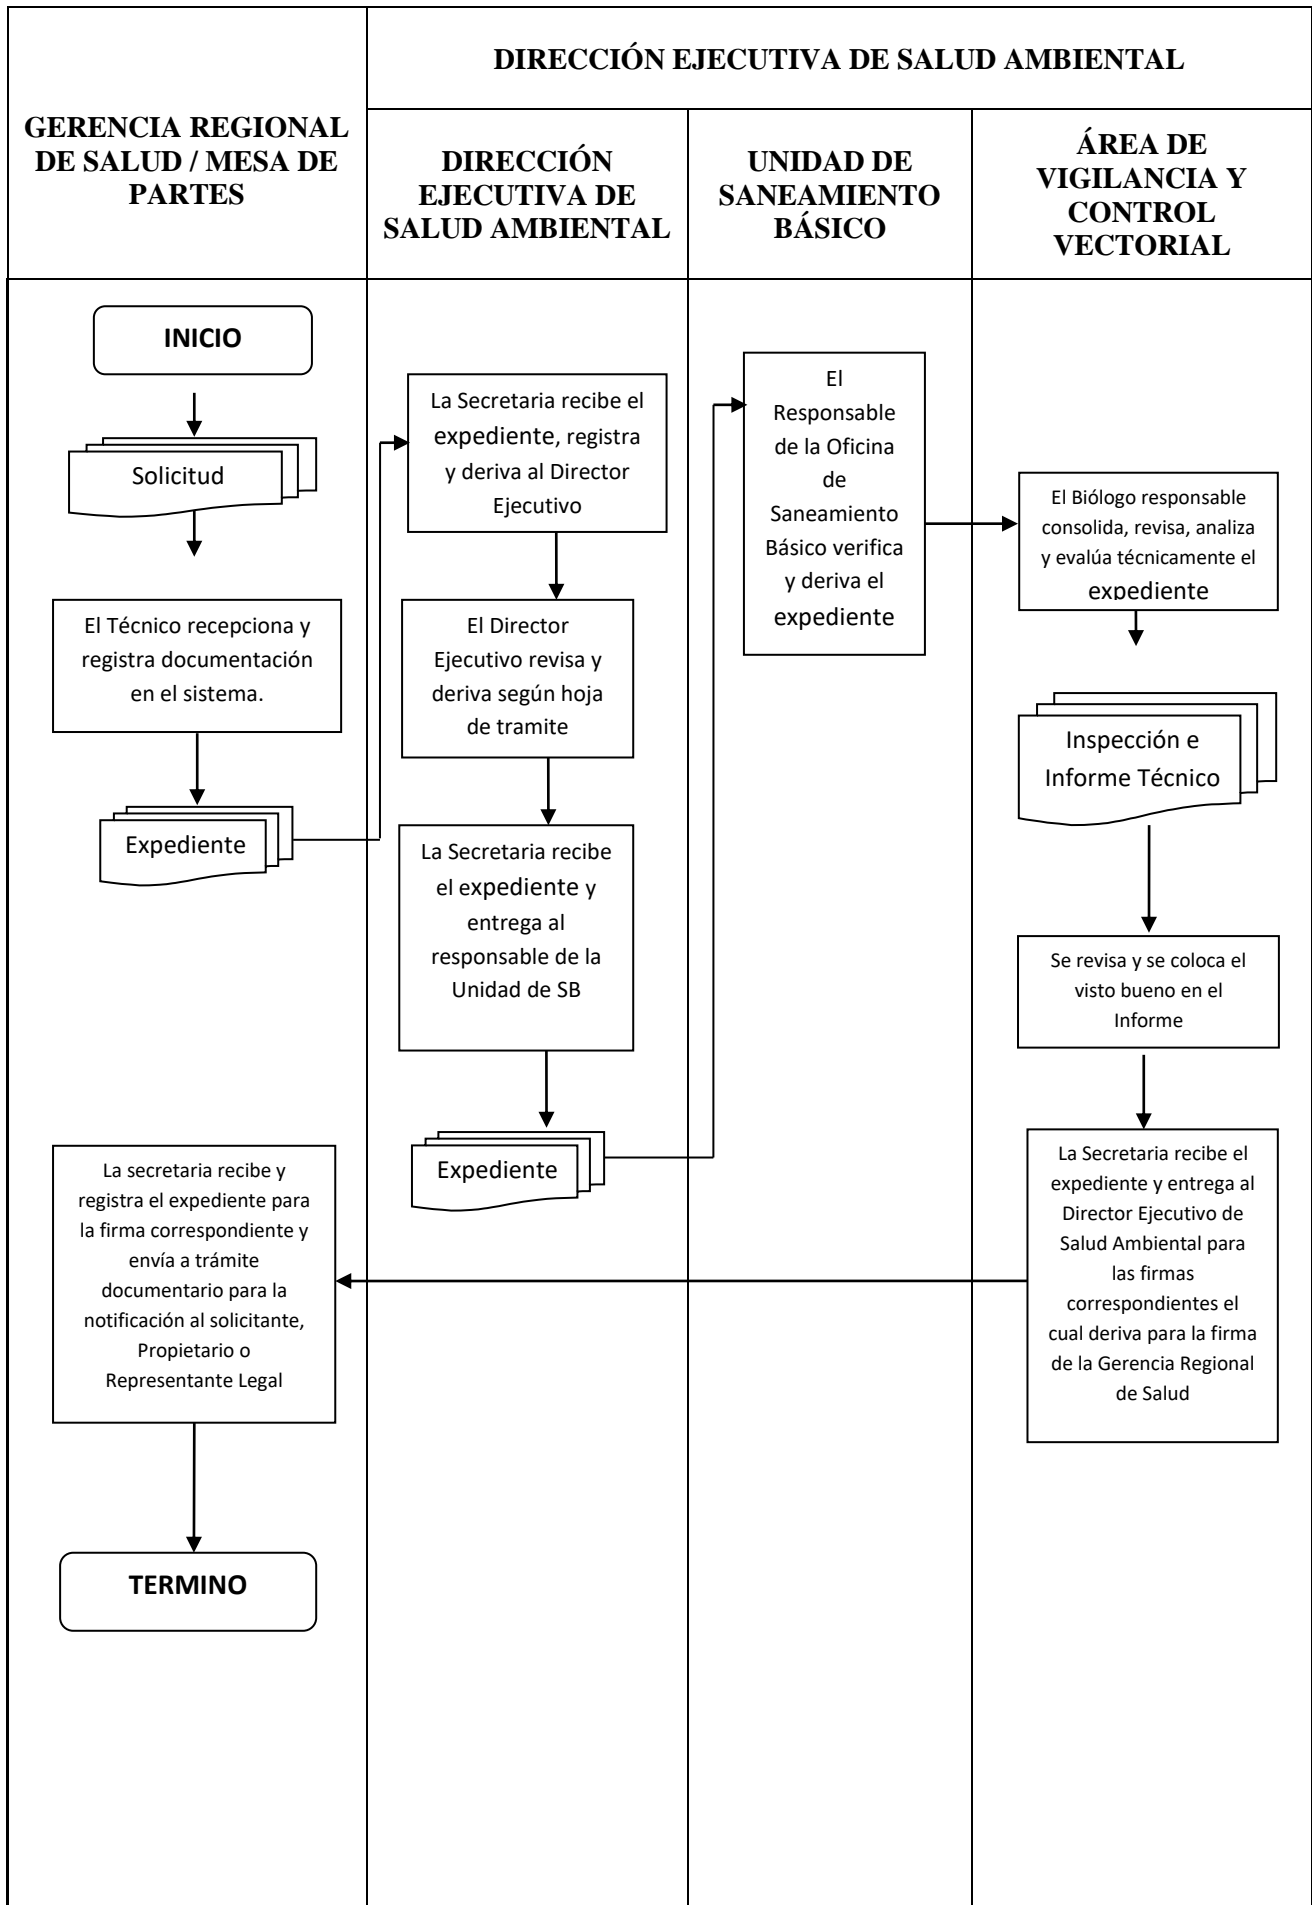 GERENCIA REGIONAL
DE SALUD / MESA DE
PARTES
DIRECCIÓN EJECUTIVA DE SALUD AMBIENTAL
DIRECCIÓN
EJECUTIVA DE
SALUD AMBIENTAL
UNIDAD DE
SANEAMIENTO
BÁSICO
ÁREA DE
VIGILANCIA Y
CONTROL
VECTORIAL
INICIO
Solicitud
El Técnico recepciona y
registra documentación
en el sistema.
Expediente
La Secretaria recibe el
expediente, registra
y deriva al Director
Ejecutivo
El Director
Ejecutivo revisa y
deriva según hoja
de tramite
La Secretaria recibe
el expediente y
entrega al
responsable de la
Unidad de SB
Expediente
El
Responsable
de la Oficina
de
Saneamiento
Básico verifica
y deriva el
expediente
El Biólogo responsable
consolida, revisa, analiza
y evalúa técnicamente el
expediente
Inspección e
Informe Técnico
Se revisa y se coloca el
visto bueno en el
Informe
La Secretaria recibe el
expediente y entrega al
Director Ejecutivo de
Salud Ambiental para
las firmas
correspondientes el
cual deriva para la firma
de la Gerencia Regional
de Salud
La secretaria recibe y
registra el expediente para
la firma correspondiente y
envía a trámite
documentario para la
notificación al solicitante,
Propietario o
Representante Legal
TERMINO